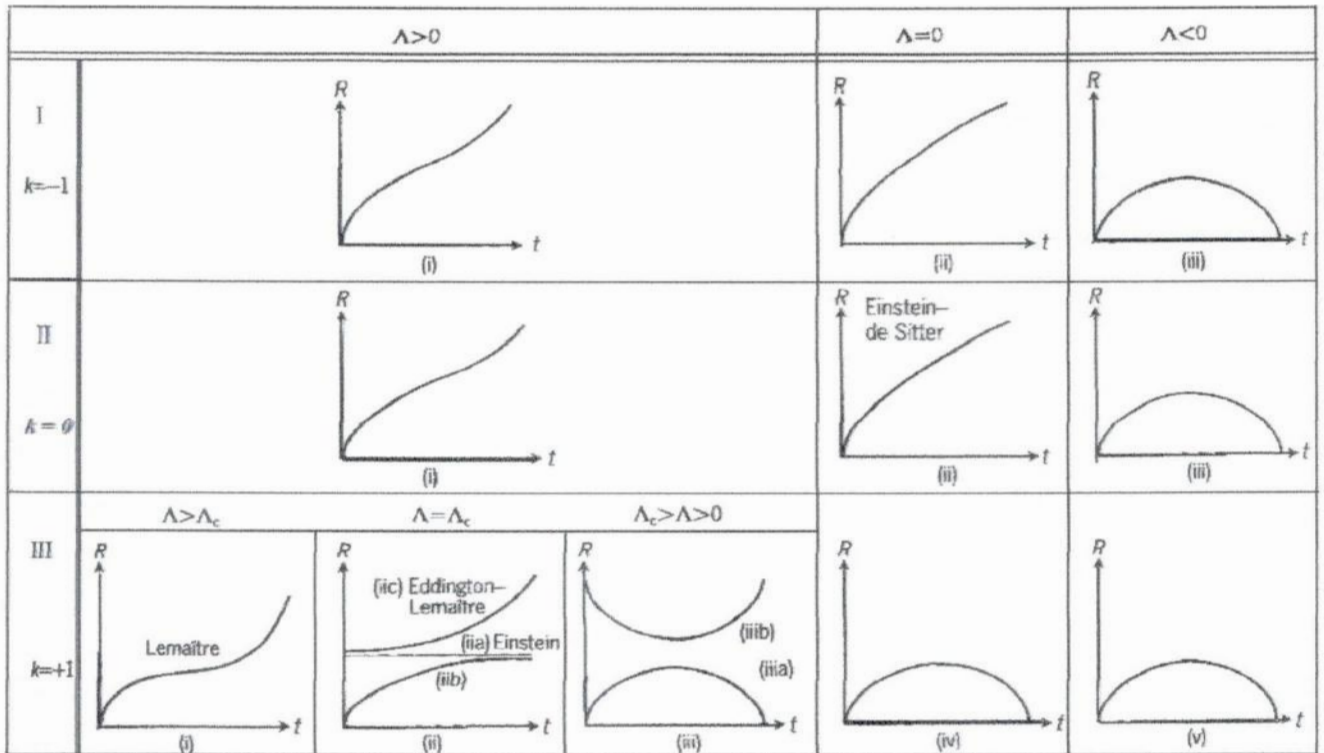 Λ>0 Λ=0 Λ<0
I
k=-1
R
t
(i)
R
t
(ii)
R
t
(iii)
II
k = 0
R
t
(i)
R
Einstein–
de Sitter
t
(ii)
R
t
(iii)
III
k=+1
Λ>Λc Λ=Λc Λc>Λ>0
R
Lemaître
t
(i)
R
(iic) Eddington–
Lemaître
(iia) Einstein
(iib)
t
(ii)
R
(iiib)
(iiia)
t
(iii)
R
t
(iv)
R
t
(v)